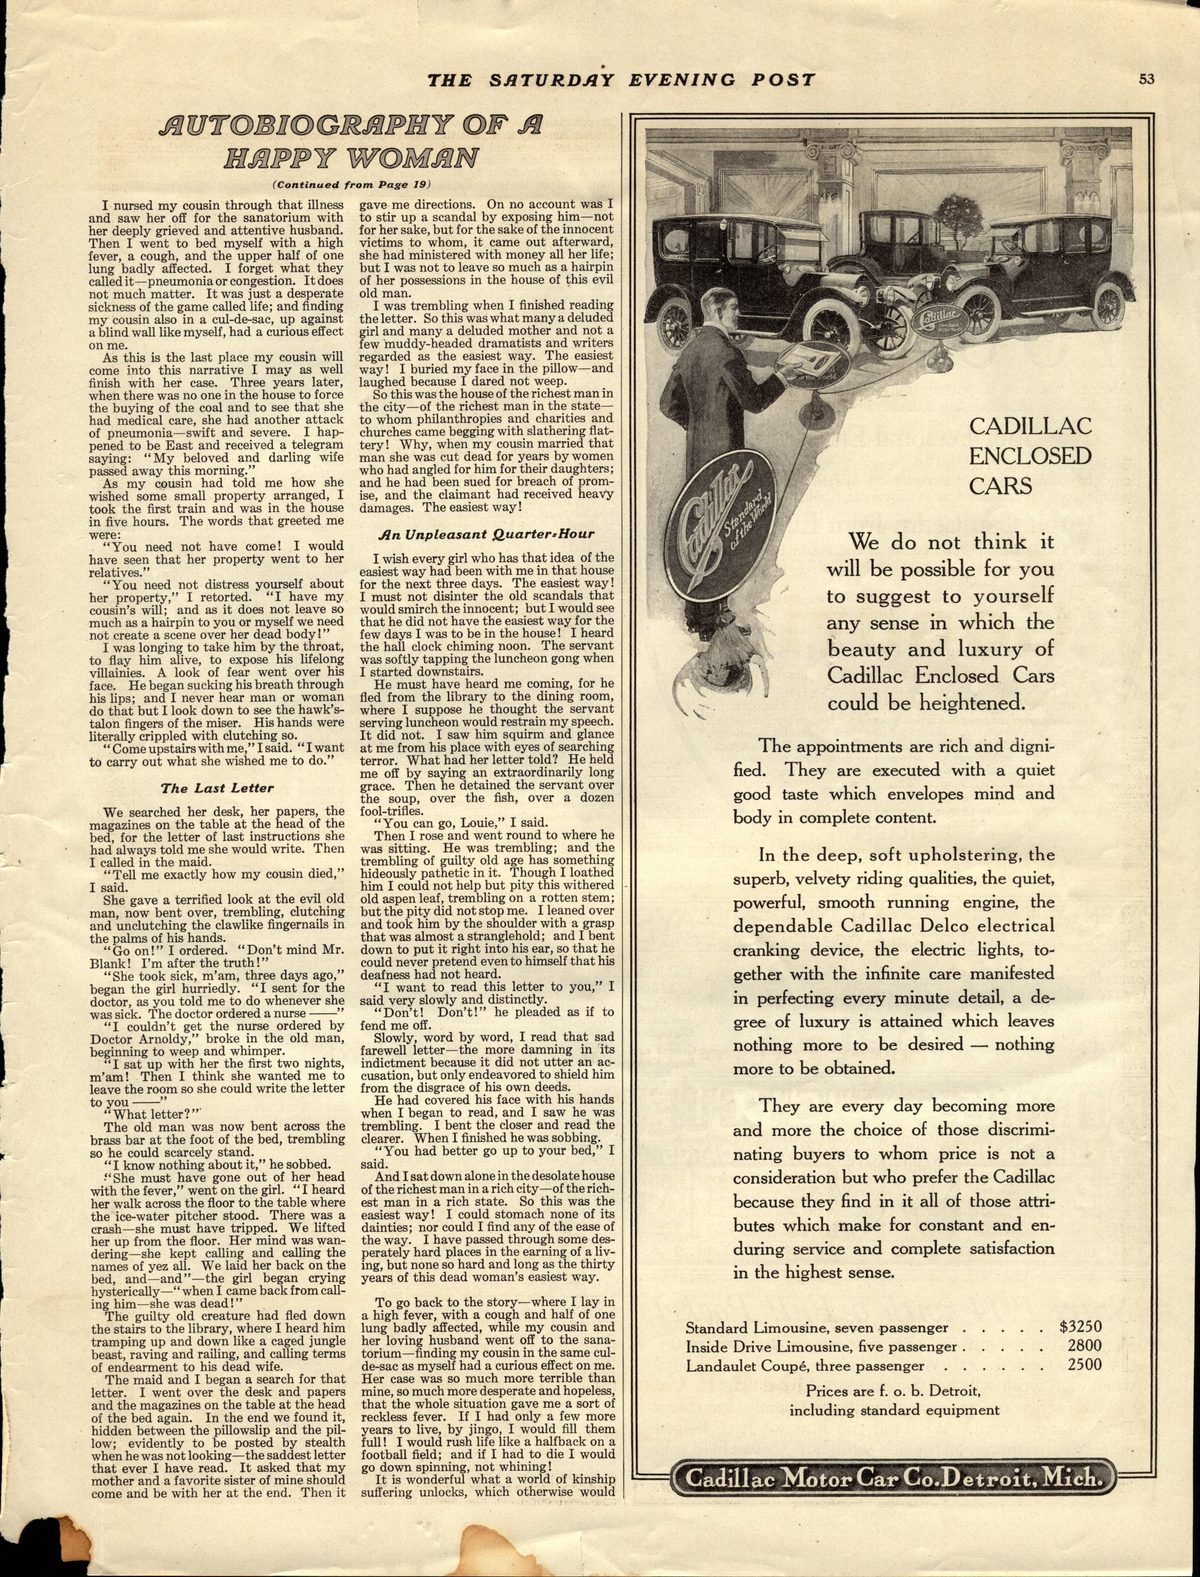 THE SATURDAY EVENING POST
53
AUTOBIOGRAPHY OF A
HAPPY WOMAN
(Continued from Page 19)
I nursed my cousin through that illness
and saw her off for the sanatorium with
her deeply grieved and attentive husband.
Then I went to bed myself with a high
fever, a cough, and the upper half of one
lung badly affected. I forget what they
called it—pneumonia or congestion. It does
not much matter. It was just a desperate
sickness of the game called life; and finding
my cousin also in a cul-de-sac, up against
a blind wall like myself, had a curious effect
on me.
As this is the last place my cousin will
come into this narrative I may as well
finish with her case. Three years later,
when there was no one in the house to force
the buying of the coal and to see that she
had medical care, she had another attack
of pneumonia—swift and severe. I hap-
pened to be East and received a telegram
saying: "My beloved and darling wife
passed away this morning."
As my cousin had told me how she
wished some small property arranged, I
took the first train and was in the house
in five hours. The words that greeted me
were:
"You need not have come! I would
have seen that her property went to her
relatives."
"You need not distress yourself about
her property," I retorted. "I have my
cousin's will; and as it does not leave so
much as a hairpin to you or myself we need
not create a scene over her dead body!"
I was longing to take him by the throat,
to flay him alive, to expose his lifelong
villainies. A look of fear went over his
face. He began sucking his breath through
his lips; and I never hear man or woman
do that but I look down to see the hawk's-
talon fingers of the miser. His hands were
literally crippled with clutching so.
"Come upstairs with me," I said. "I want
to carry out what she wished me to do."
The Last Letter
We searched her desk, her papers, the
magazines on the table at the head of the
bed, for the letter of last instructions she
had always told me she would write. Then
I called in the maid.
"Tell me exactly how my cousin died,"
I said.
She gave a terrified look at the evil old
man, now bent over, trembling, clutching
and unclutching the clawlike fingernails in
the palms of his hands.
"Go on!" I ordered. "Don't mind Mr.
Blank! I'm after the truth!"
"She took sick, m'am, three days ago,"
began the girl hurriedly. "I sent for the
doctor, as you told me to do whenever she
was sick. The doctor ordered a nurse ——"
"I couldn't get the nurse ordered by
Doctor Arnoldy," broke in the old man,
beginning to weep and whimper.
"I sat up with her the first two nights,
m'am! Then I think she wanted me to
leave the room so she could write the letter
to you ——"
"What letter?"
The old man was now bent across the
brass bar at the foot of the bed, trembling
so he could scarcely stand.
"I know nothing about it," he sobbed.
"She must have gone out of her head
with the fever," went on the girl. "I heard
her walk across the floor to the table where
the ice-water pitcher stood. There was a
crash—she must have tripped. We lifted
her up from the floor. Her mind was wan-
dering—she kept calling and calling the
names of yez all. We laid her back on the
bed, and—and"—the girl began crying
hysterically—"when I came back from call-
ing him—she was dead!"
The guilty old creature had fled down
the stairs to the library, where I heard him
tramping up and down like a caged jungle
beast, raving and railing, and calling terms
of endearment to his dead wife.
The maid and I began a search for that
letter. I went over the desk and papers
and the magazines on the table at the head
of the bed again. In the end we found it,
hidden between the pillowslip and the pil-
low; evidently to be posted by stealth
when he was not looking—the saddest letter
that ever I have read. It asked that my
mother and a favorite sister of mine should
come and be with her at the end. Then it
gave me directions. On no account was I
to stir up a scandal by exposing him—not
for her sake, but for the sake of the innocent
victims to whom, it came out afterward,
she had ministered with money all her life;
but I was not to leave so much as a hairpin
of her possessions in the house of this evil
old man.
I was trembling when I finished reading
the letter. So this was what many a deluded
girl and many a deluded mother and not a
few muddy-headed dramatists and writers
regarded as the easiest way. The easiest
way! I buried my face in the pillow—and
laughed because I dared not weep.
So this was the house of the richest man in
the city—of the richest man in the state—
to whom philanthropies and charities and
churches came begging with slathering flat-
tery! Why, when my cousin married that
man she was cut dead for years by women
who had angled for him for their daughters;
and he had been sued for breach of prom-
ise, and the claimant had received heavy
damages. The easiest way!
An Unpleasant Quarter-Hour
I wish every girl who has that idea of the
easiest way had been with me in that house
for the next three days. The easiest way!
I must not disinter the old scandals that
would smirch the innocent; but I would see
that he did not have the easiest way for the
few days I was to be in the house! I heard
the hall clock chiming noon. The servant
was softly tapping the luncheon gong when
I started downstairs.
He must have heard me coming, for he
fled from the library to the dining room,
where I suppose he thought the servant
serving luncheon would restrain my speech.
It did not. I saw him squirm and glance
at me from his place with eyes of searching
terror. What had her letter told? He held
me off by saying an extraordinarily long
grace. Then he detained the servant over
the soup, over the fish, over a dozen
fool-trifles.
"You can go, Louie," I said.
Then I rose and went round to where he
was sitting. He was trembling; and the
trembling of guilty old age has something
hideously pathetic in it. Though I loathed
him I could not help but pity this withered
old aspen leaf, trembling on a rotten stem;
but the pity did not stop me. I leaned over
and took him by the shoulder with a grasp
that was almost a stranglehold; and I bent
down to put it right into his ear, so that he
could never pretend even to himself that his
deafness had not heard.
"I want to read this letter to you," I
said very slowly and distinctly.
"Don't! Don't!" he pleaded as if to
fend me off.
Slowly, word by word, I read that sad
farewell letter—the more damning in its
indictment because it did not utter an ac-
cusation, but only endeavored to shield him
from the disgrace of his own deeds.
He had covered his face with his hands
when I began to read, and I saw he was
trembling. I bent the closer and read the
clearer. When I finished he was sobbing.
"You had better go up to your bed," I
said.
And I sat down alone in the desolate house
of the richest man in a rich city—of the rich-
est man in a rich state. So this was the
easiest way! I could stomach none of its
dainties; nor could I find any of the ease of
the way. I have passed through some des-
perately hard places in the earning of a liv-
ing, but none so hard and long as the thirty
years of this dead woman's easiest way.
To go back to the story—where I lay in
a high fever, with a cough and half of one
lung badly affected, while my cousin and
her loving husband went off to the sana-
torium—finding my cousin in the same cul-
de-sac as myself had a curious effect on me.
Her case was so much more terrible than
mine, so much more desperate and hopeless,
that the whole situation gave me a sort of
reckless fever. If I had only a few more
years to live, by jingo, I would fill them
full! I would rush life like a halfback on a
football field; and if I had to die I would
go down spinning, not whining!
It is wonderful what a world of kinship
suffering unlocks, which otherwise would
Cadillac
World
Cadillac
Standard
of the World
CADILLAC
ENCLOSED
CARS
We do not think it
will be possible for you
to suggest to yourself
any sense in which the
beauty and luxury of
Cadillac Enclosed Cars
could be heightened.
The appointments are rich and digni-
fied. They are executed with a quiet
good taste which envelopes mind and
body in complete content.
In the deep, soft upholstering, the
superb, velvety riding qualities, the quiet,
powerful, smooth running engine, the
dependable Cadillac Delco electrical
cranking device, the electric lights, to-
gether with the infinite care manifested
in perfecting every minute detail, a de-
gree of luxury is attained which leaves
nothing more to be desired — nothing
more to be obtained.
They are every day becoming more
and more the choice of those discrimi-
nating buyers to whom price is not a
consideration but who prefer the Cadillac
because they find in it all of those attri-
butes which make for constant and en-
during service and complete satisfaction
in the highest sense.
Standard Limousine, seven passenger . . . . . $3250
Inside Drive Limousine, five passenger . . . . . 2800
Landaulet Coupé, three passenger . . . . . . 2500
Prices are f. o. b. Detroit,
including standard equipment
Cadillac Motor Car Co. Detroit, Mich.